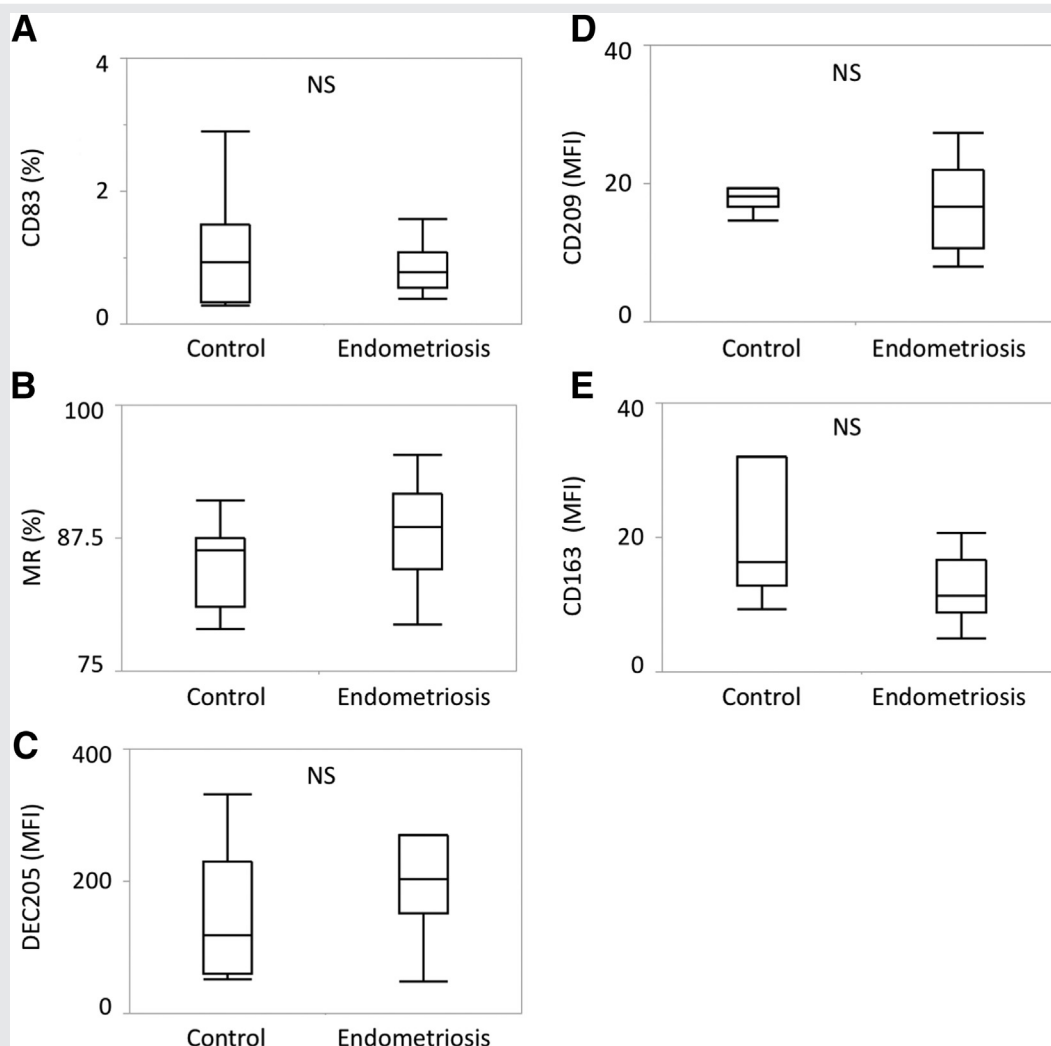 A
CD83 (%)
4
2
0
NS
Control Endometriosis
B
MR (%)
100
87.5
75
Control Endometriosis
C
DEC205 (MFI)
400
200
0
NS
Control Endometriosis
D
CD209 (MFI)
40
20
0
NS
Control Endometriosis
E
CD163 (MFI)
40
20
0
NS
Control Endometriosis